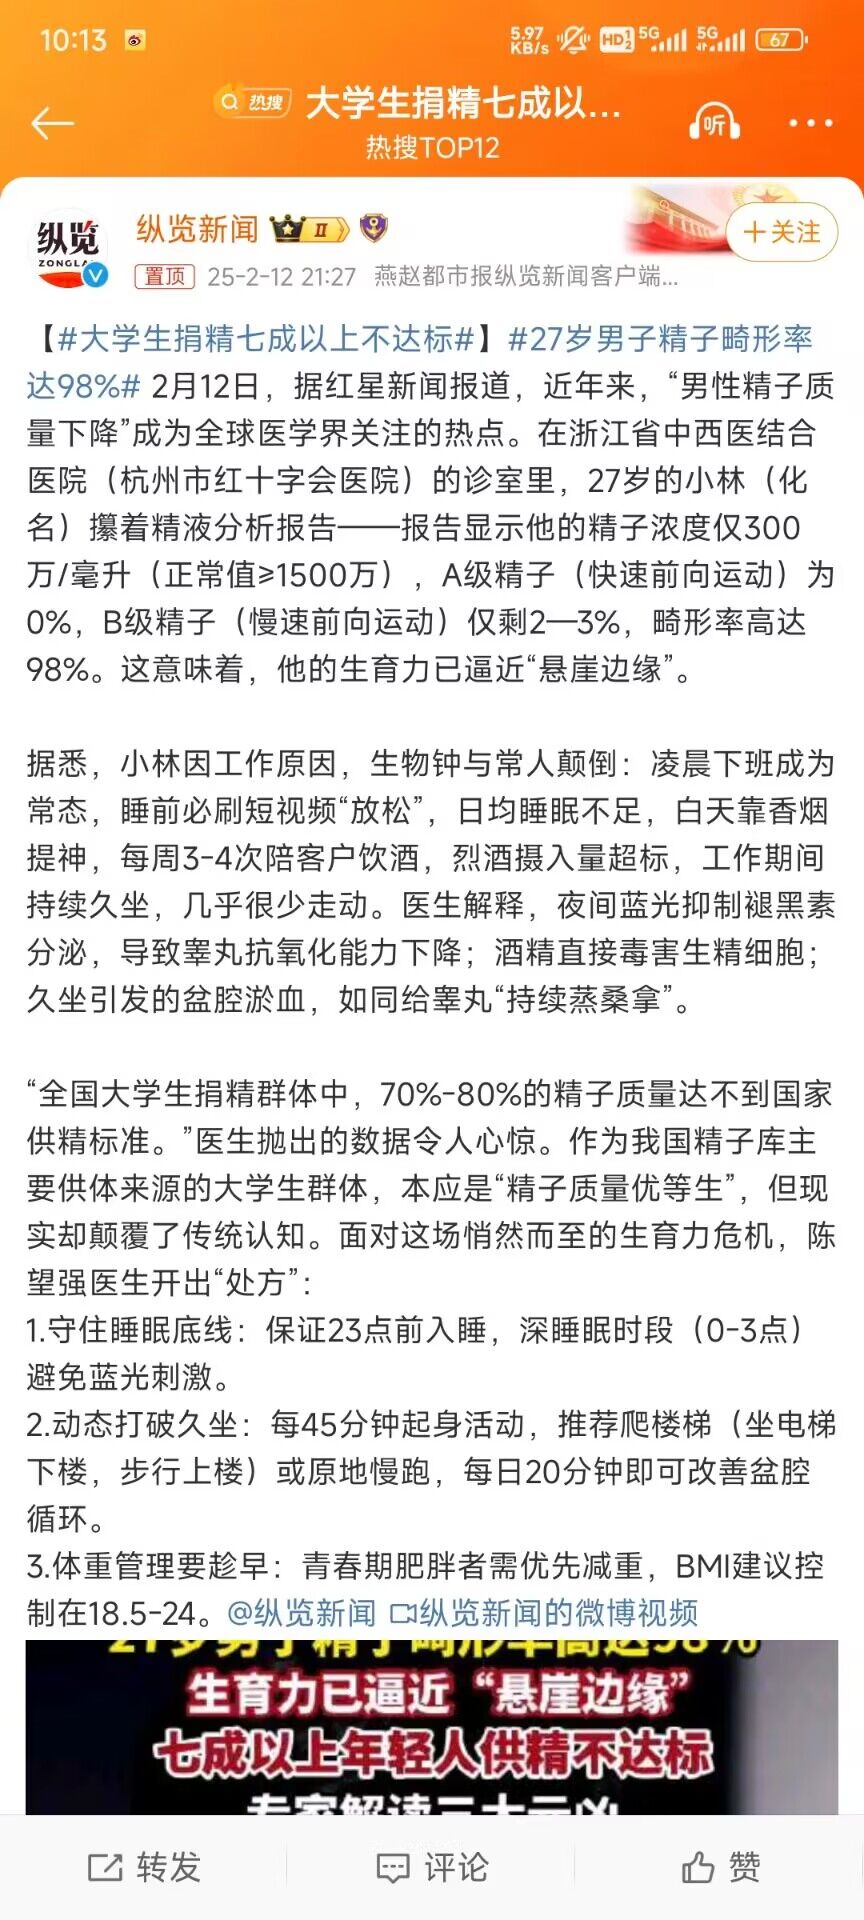 10:13
5.97
KB/s
HD 1 2
5G
5G
67
热搜
大学生捐精七成以...
听
热搜TOP12
纵览
ZONGLA
纵览新闻
II
+关注
置顶 25-2-12 21:27 燕赵都市报纵览新闻客户端...
【#大学生捐精七成以上不达标#】#27岁男子精子畸形率
达98%# 2月12日，据红星新闻报道，近年来，“男性精子质
量下降”成为全球医学界关注的热点。在浙江省中西医结合
医院（杭州市红十字会医院）的诊室里，27岁的小林（化
名）攥着精液分析报告——报告显示他的精子浓度仅300
万/毫升（正常值≥1500万），A级精子（快速前向运动）为
0%，B级精子（慢速前向运动）仅剩2—3%，畸形率高达
98%。这意味着，他的生育力已逼近“悬崖边缘”。
据悉，小林因工作原因，生物钟与常人颠倒：凌晨下班成为
常态，睡前必刷短视频“放松”，日均睡眠不足，白天靠香烟
提神，每周3-4次陪客户饮酒，烈酒摄入量超标，工作期间
持续久坐，几乎很少走动。医生解释，夜间蓝光抑制褪黑素
分泌，导致睾丸抗氧化能力下降；酒精直接毒害生精细胞；
久坐引发的盆腔淤血，如同给睾丸“持续蒸桑拿”。
“全国大学生捐精群体中，70%-80%的精子质量达不到国家
供精标准。”医生抛出的数据令人心惊。作为我国精子库主
要供体来源的大学生群体，本应是“精子质量优等生”，但现
实却颠覆了传统认知。面对这场悄然而至的生育力危机，陈
望强医生开出“处方”：
1.守住睡眠底线：保证23点前入睡，深睡眠时段（0-3点）
避免蓝光刺激。
2.动态打破久坐：每45分钟起身活动，推荐爬楼梯（坐电梯
下楼，步行上楼）或原地慢跑，每日20分钟即可改善盆腔
循环。
3.体重管理要趁早：青春期肥胖者需优先减重，BMI建议控
制在18.5-24。@纵览新闻 纵览新闻的微博视频
27岁男子精子畸形率高达98%
生育力已逼近“悬崖边缘”
七成以上年轻人供精不达标
专家解读三大元凶
转发
评论
赞